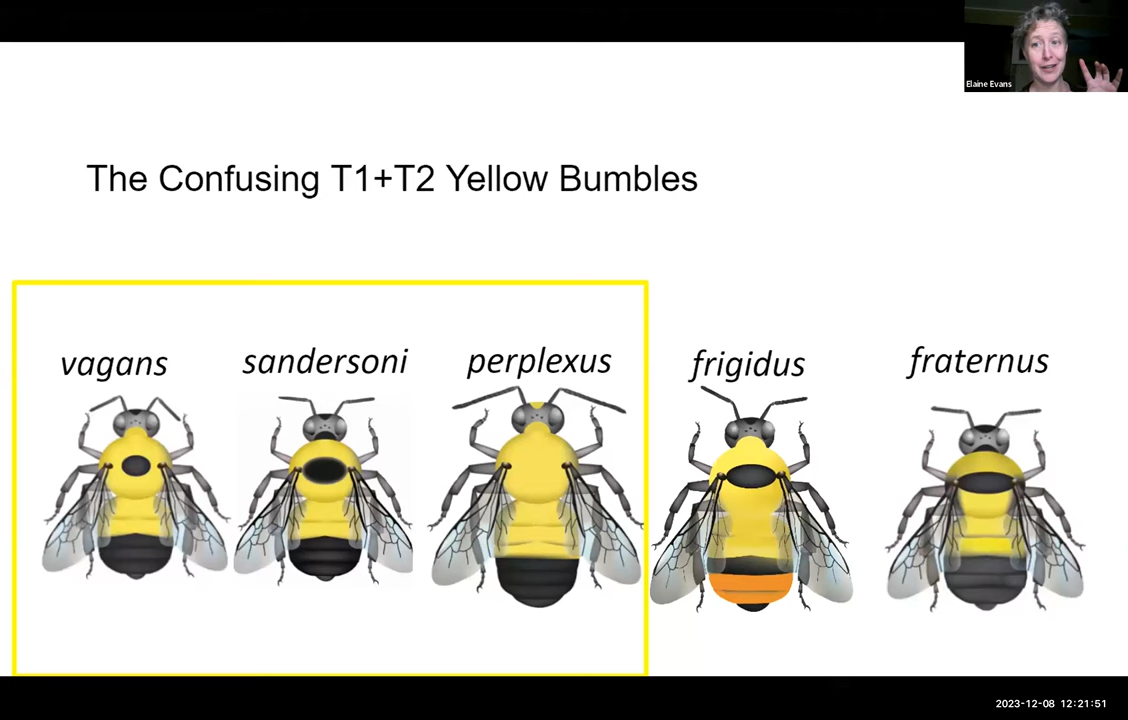 Elaine Evans
The Confusing T1+T2 Yellow Bumbles
vagans
sandersoni
perplexus
frigidus
fraternus
2023-12-08 12:21:51